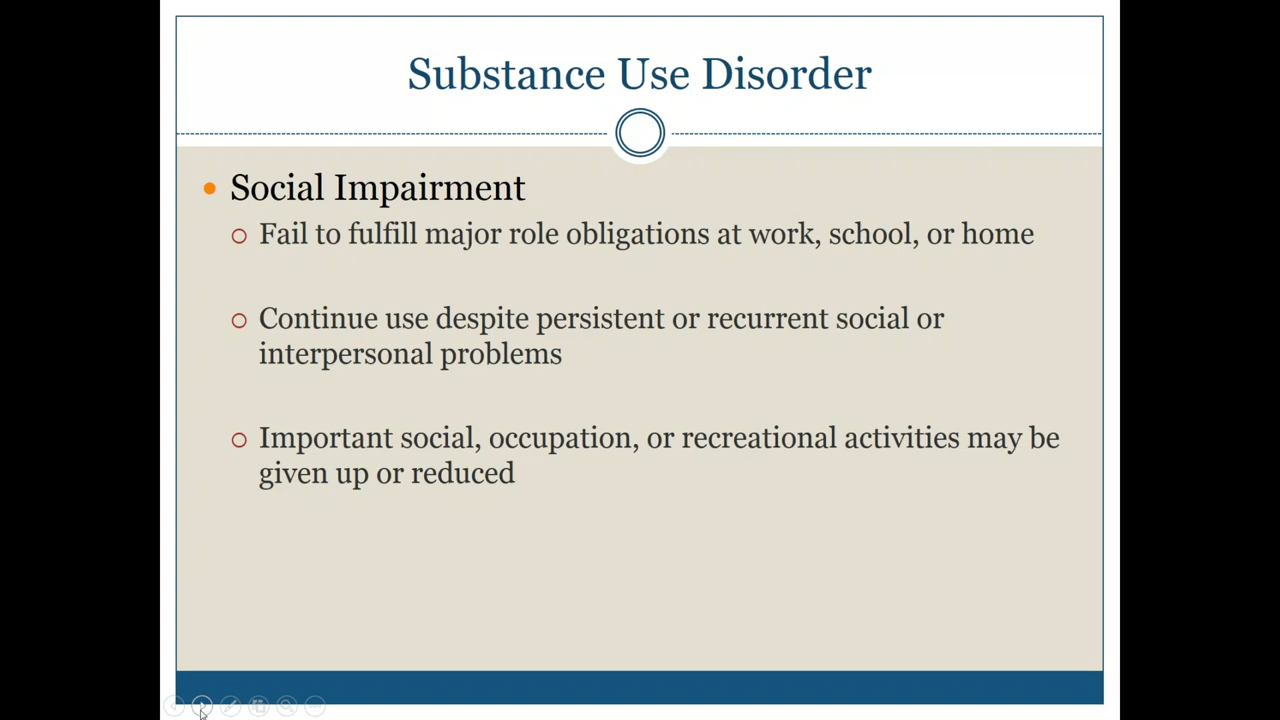 Substance Use Disorder
Social Impairment
Fail to fulfill major role obligations at work, school, or home
Continue use despite persistent or recurrent social or
interpersonal problems
Important social, occupation, or recreational activities may be
given up or reduced